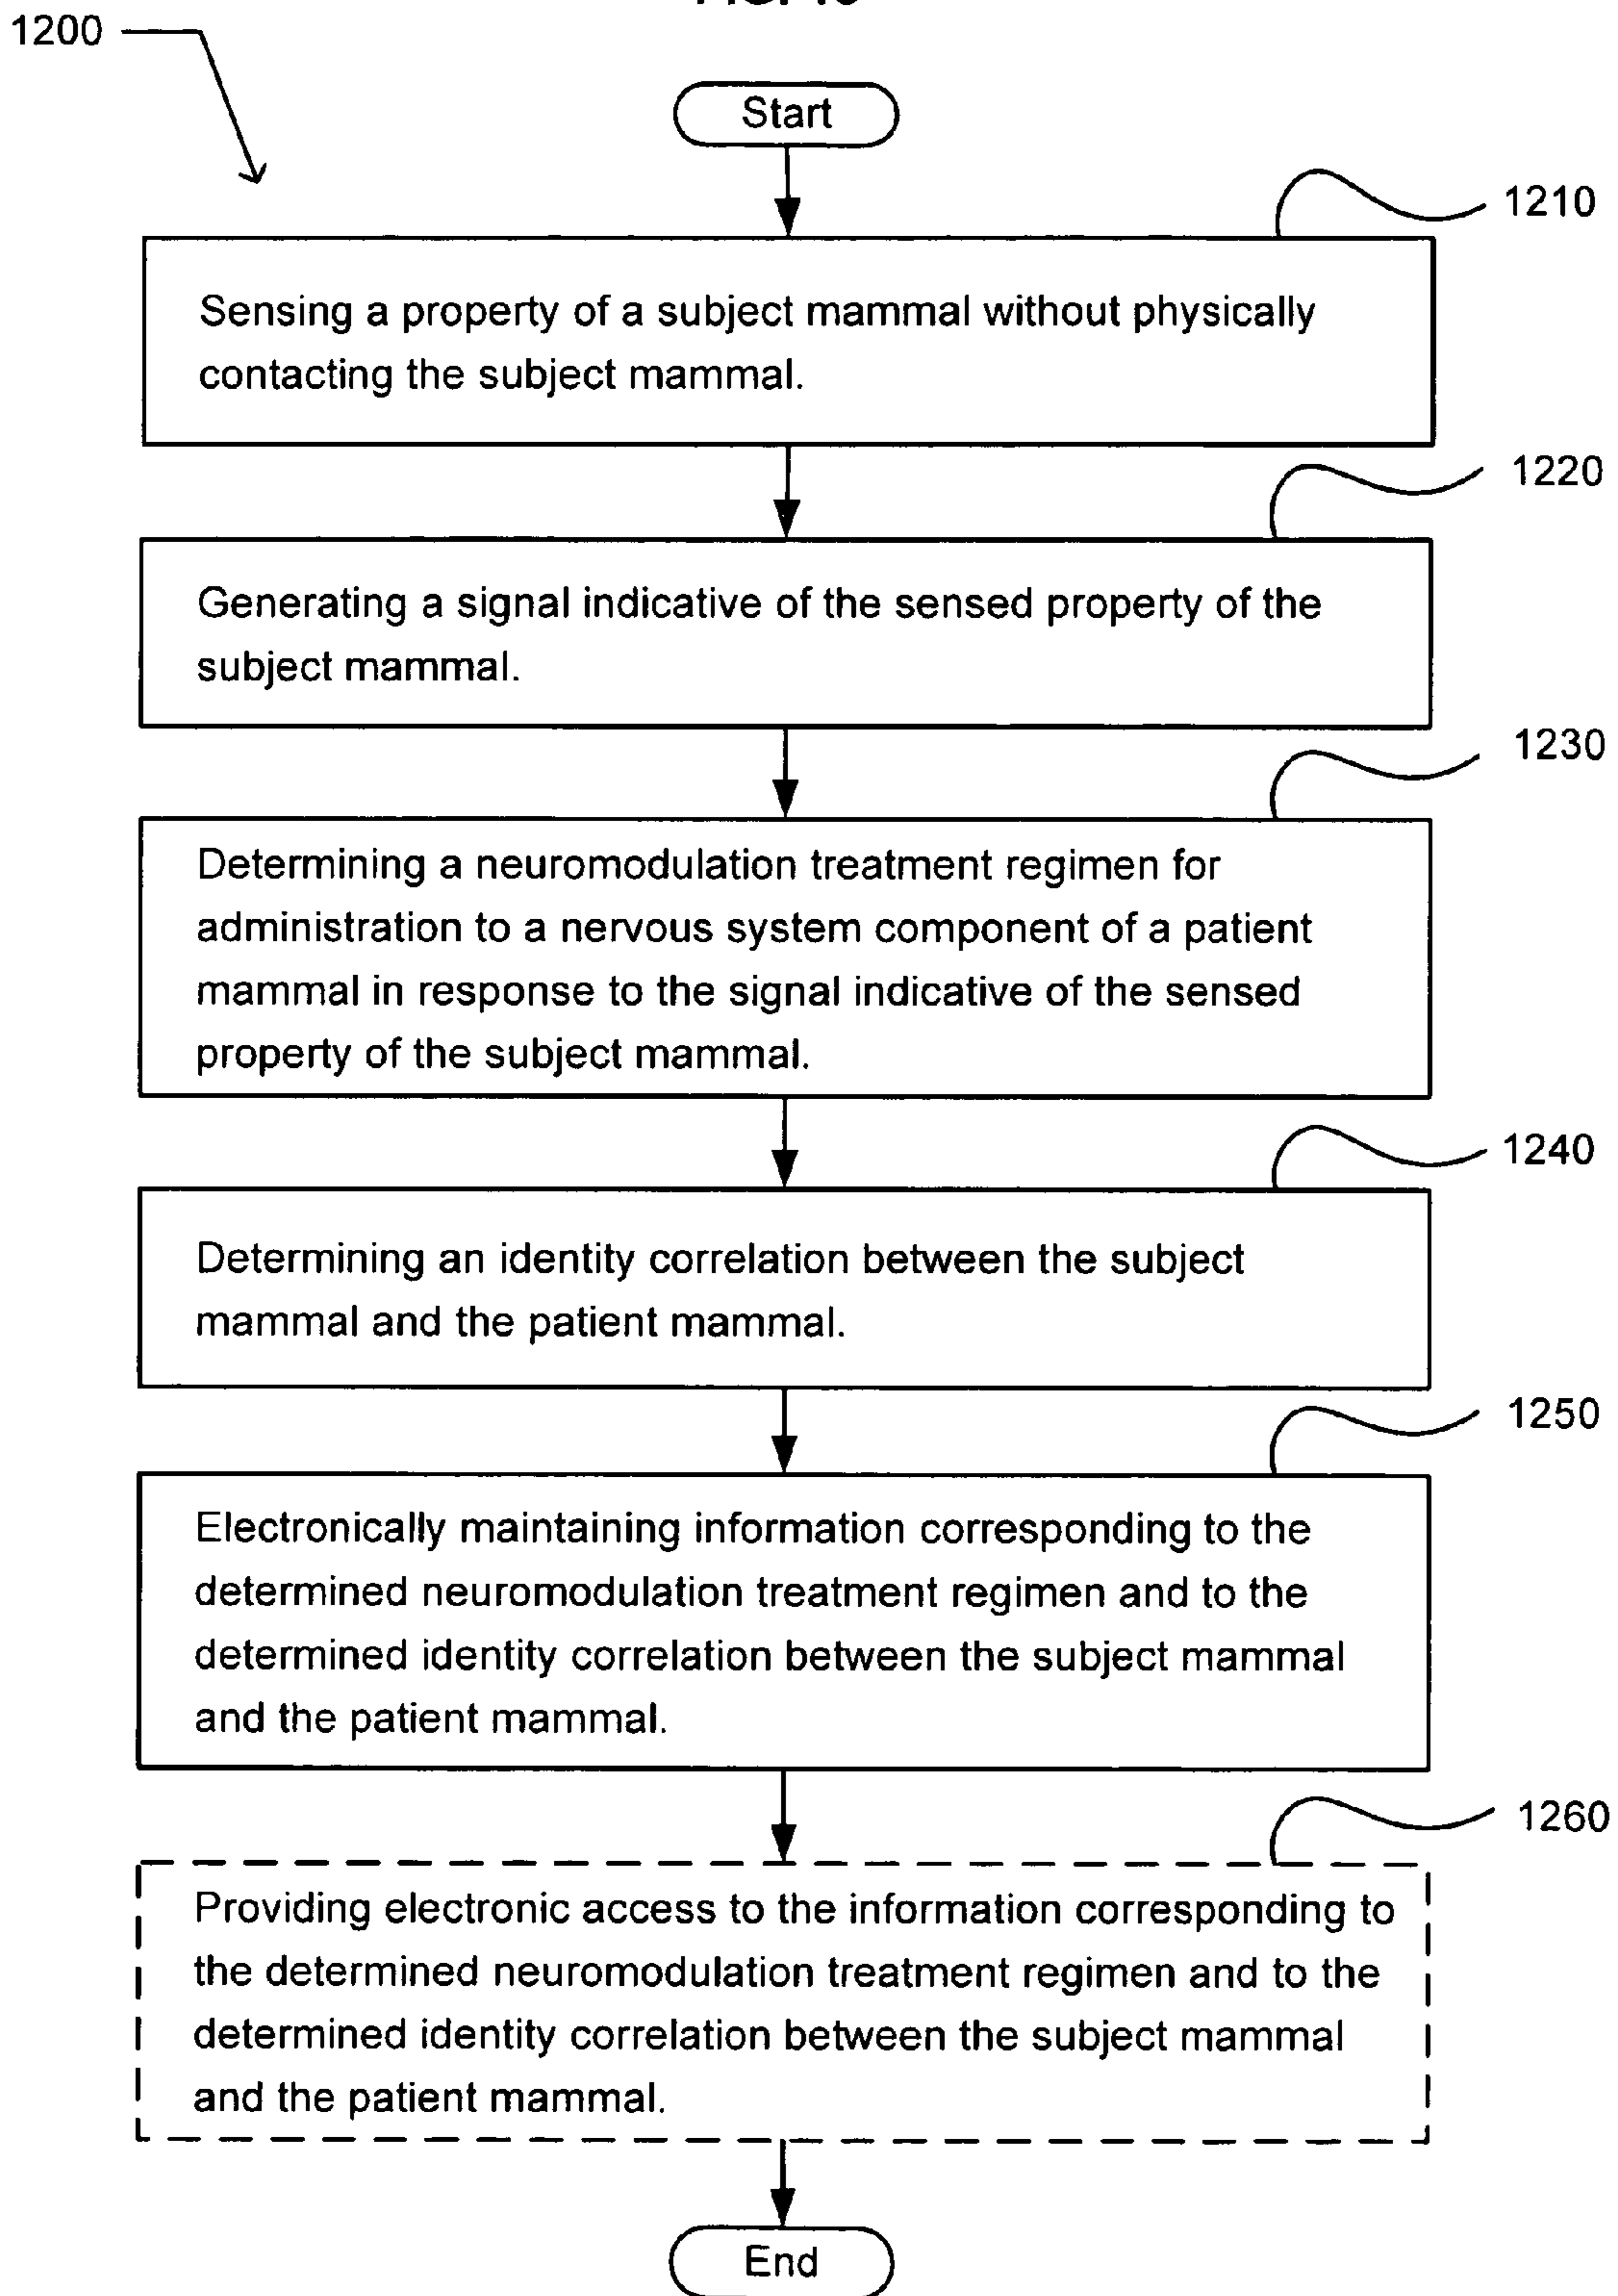 1200
Start
1210
Sensing a property of a subject mammal without physically
contacting the subject mammal.
1220
Generating a signal indicative of the sensed property of the
subject mammal.
1230
Determining a neuromodulation treatment regimen for
administration to a nervous system component of a patient
mammal in response to the signal indicative of the sensed
property of the subject mammal.
1240
Determining an identity correlation between the subject
mammal and the patient mammal.
1250
Electronically maintaining information corresponding to the
determined neuromodulation treatment regimen and to the
determined identity correlation between the subject mammal
and the patient mammal.
1260
Providing electronic access to the information corresponding to
the determined neuromodulation treatment regimen and to the
determined identity correlation between the subject mammal
and the patient mammal.
End